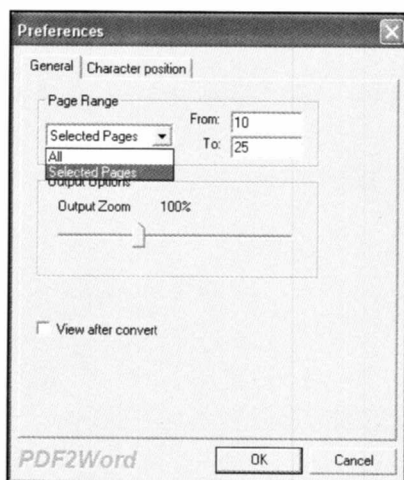 Preferences
General Character position
Page Range
Selected Pages
From: 10
To: 25
All
Selected Pages
Output Options
Output Zoom 100%
View after convert
PDF2Word
OK Cancel